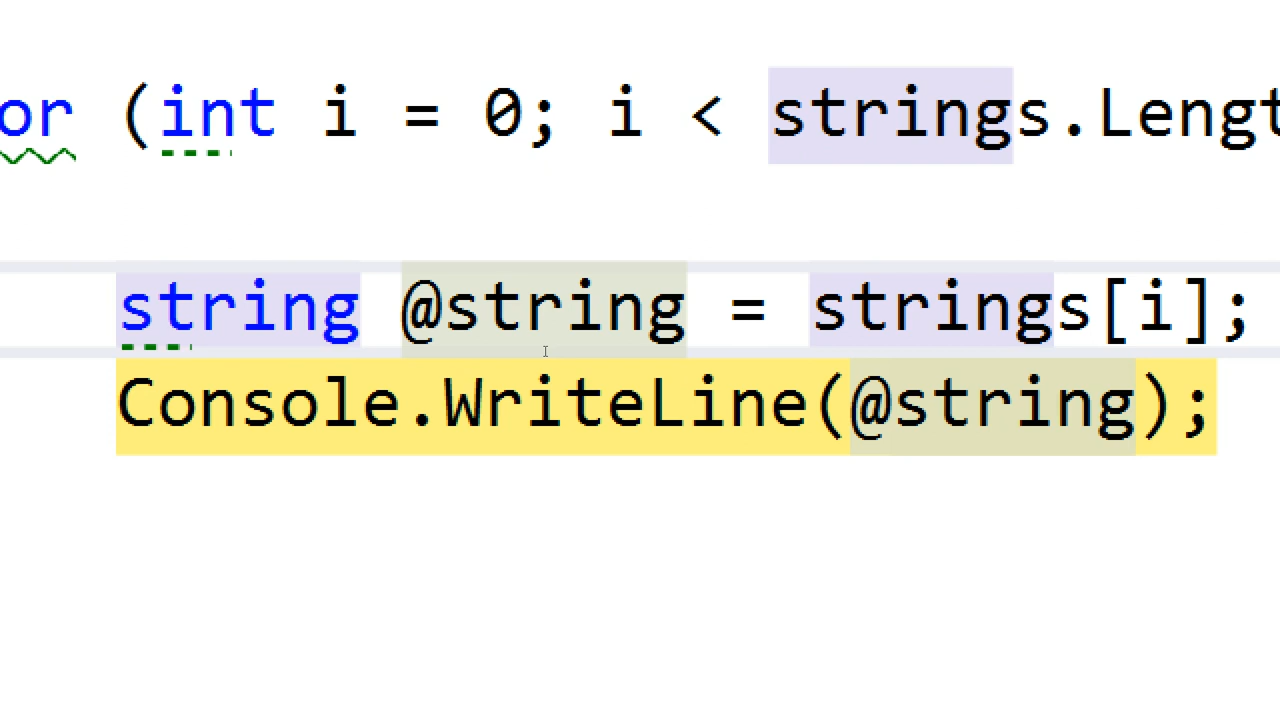 or (int i = 0; i < strings.Lengt
string @string = strings[i];
Console.WriteLine(@string);